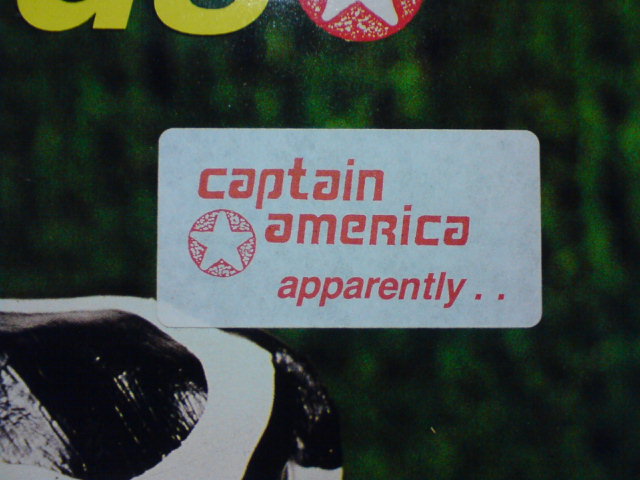 captain
america
apparently . .